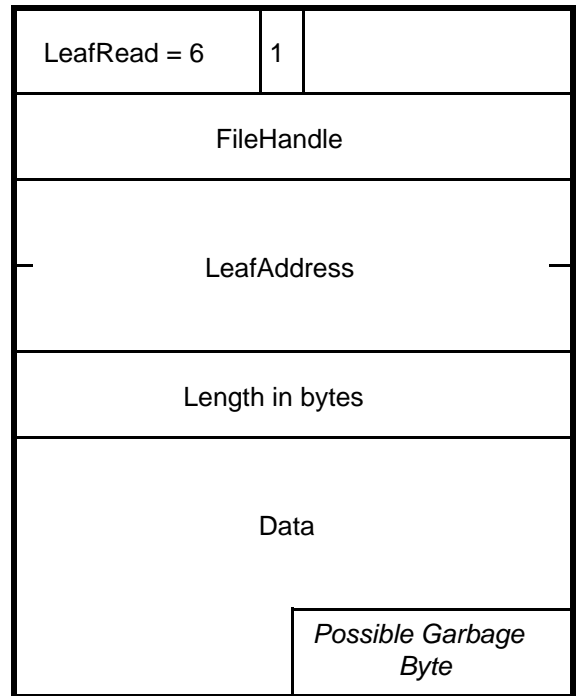 LeafRead = 6 1
FileHandle
LeafAddress
Length in bytes
Data
Possible Garbage
Byte